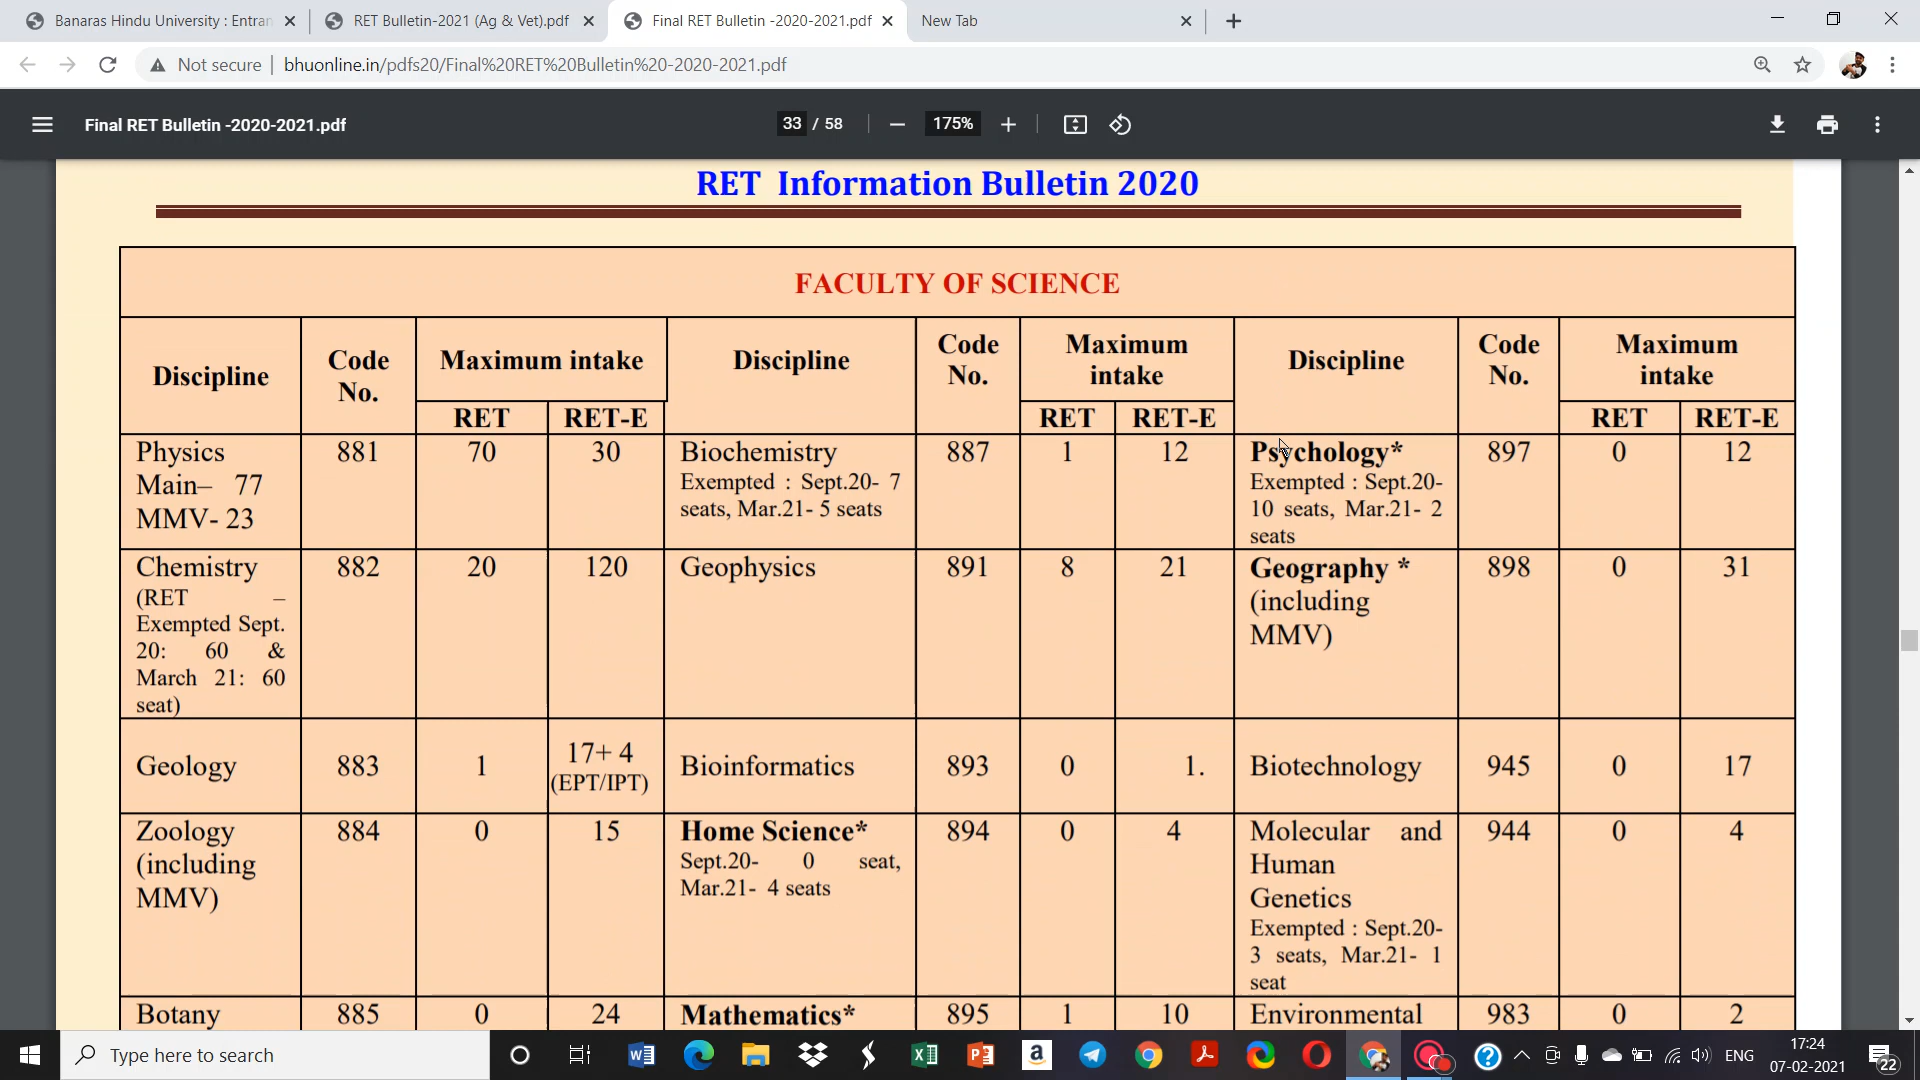 Banaras Hindu University : Entran
RET Bulletin-2021 (Ag & Vet).pdf
Final RET Bulletin -2020-2021.pdf
New Tab
Not secure
bhuonline.in/pdfs20/Final%20RET%20Bulletin%20-2020-2021.pdf
Final RET Bulletin -2020-2021.pdf
33 / 58
175%
RET Information Bulletin 2020
FACULTY OF SCIENCE
Discipline
Code
No.
Maximum intake
RET
RET-E
Discipline
Code
No.
Maximum
intake
RET
RET-E
Discipline
Code
No.
Maximum
intake
RET
RET-E
Physics
Main– 77
MMV- 23
881
70
30
Biochemistry
Exempted : Sept.20- 7
seats, Mar.21- 5 seats
887
1
12
Psychology*
Exempted : Sept.20-
10 seats, Mar.21- 2
seats
897
0
12
Chemistry
(RET –
Exempted Sept.
20: 60 &
March 21: 60
seat)
882
20
120
Geophysics
891
8
21
Geography *
(including
MMV)
898
0
31
Geology
883
1
17+ 4
(EPT/IPT)
Bioinformatics
893
0
1.
Biotechnology
945
0
17
Zoology
(including
MMV)
884
0
15
Home Science*
Sept.20- 0 seat,
Mar.21- 4 seats
894
0
4
Molecular and
Human
Genetics
Exempted : Sept.20-
3 seats, Mar.21- 1
seat
944
0
4
Botany
885
0
24
Mathematics*
895
1
10
Environmental
983
0
2
Type here to search
ENG
17:24
07-02-2021
22